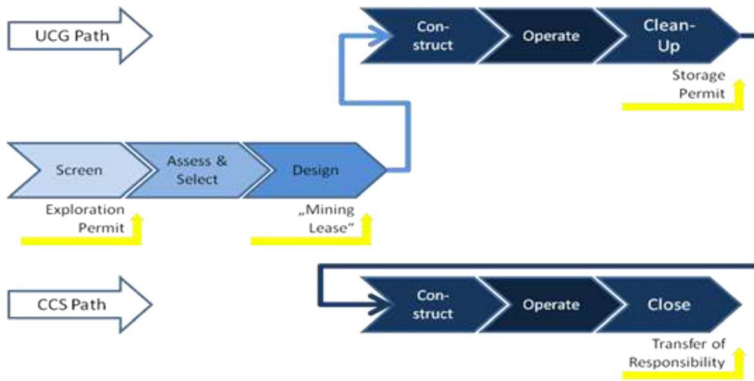 UCG Path
Con-
struct
Operate
Clean-
Up
Storage
Permit
Screen
Assess &
Select
Design
Exploration
Permit
„Mining
Lease“
CCS Path
Con-
struct
Operate
Close
Transfer of
Responsibility